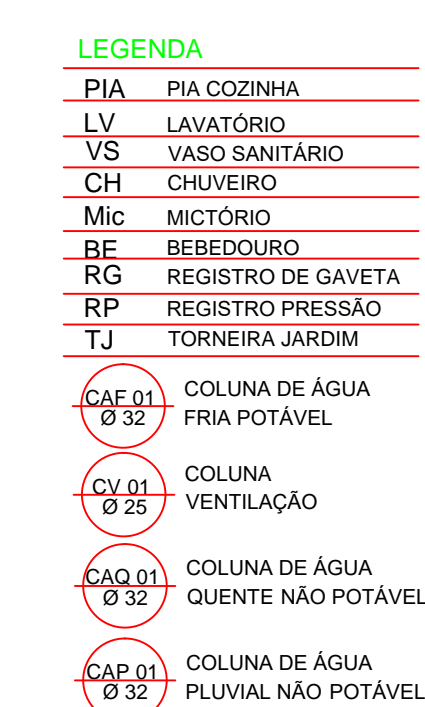 LEGENDA
PIA PIA COZINHA
LV LAVATÓRIO
VS VASO SANITÁRIO
CH CHUVEIRO
Mic MICTÓRIO
BE BEBEDOURO
RG REGISTRO DE GAVETA
RP REGISTRO PRESSÃO
TJ TORNEIRA JARDIM
CAF 01 COLUNA DE ÁGUA
Ø 32 FRIA POTÁVEL
CV 01 COLUNA
Ø 25 VENTILAÇÃO
CAQ 01 COLUNA DE ÁGUA
Ø 32 QUENTE NÃO POTÁVEL
CAP 01 COLUNA DE ÁGUA
Ø 32 PLUVIAL NÃO POTÁVEL